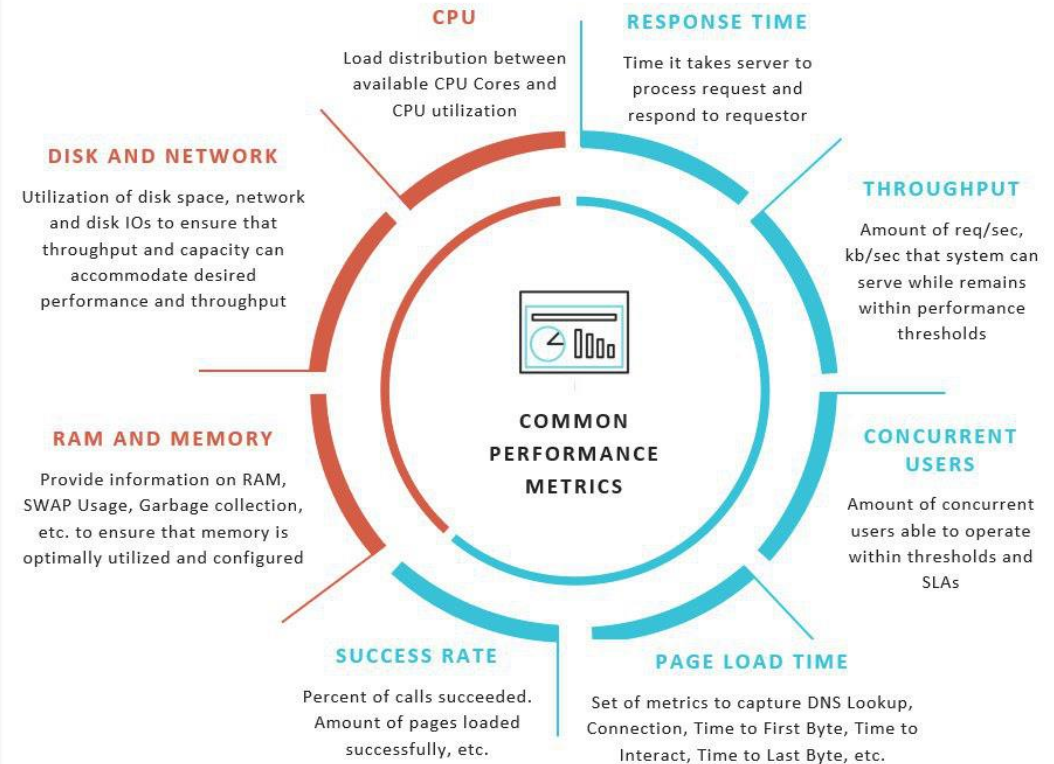 CPU
Load distribution between
available CPU Cores and
CPU utilization
RESPONSE TIME
Time it takes server to
process request and
respond to requestor
DISK AND NETWORK
Utilization of disk space, network
and disk IOs to ensure that
throughput and capacity can
accommodate desired
performance and throughput
THROUGHPUT
Amount of req/sec,
kb/sec that system can
serve while remains
within performance
thresholds
COMMON
PERFORMANCE
METRICS
RAM AND MEMORY
Provide information on RAM,
SWAP Usage, Garbage collection,
etc. to ensure that memory is
optimally utilized and configured
CONCURRENT
USERS
Amount of concurrent
users able to operate
within thresholds and
SLAs
SUCCESS RATE
Percent of calls succeeded.
Amount of pages loaded
successfully, etc.
PAGE LOAD TIME
Set of metrics to capture DNS Lookup,
Connection, Time to First Byte, Time to
Interact, Time to Last Byte, etc.